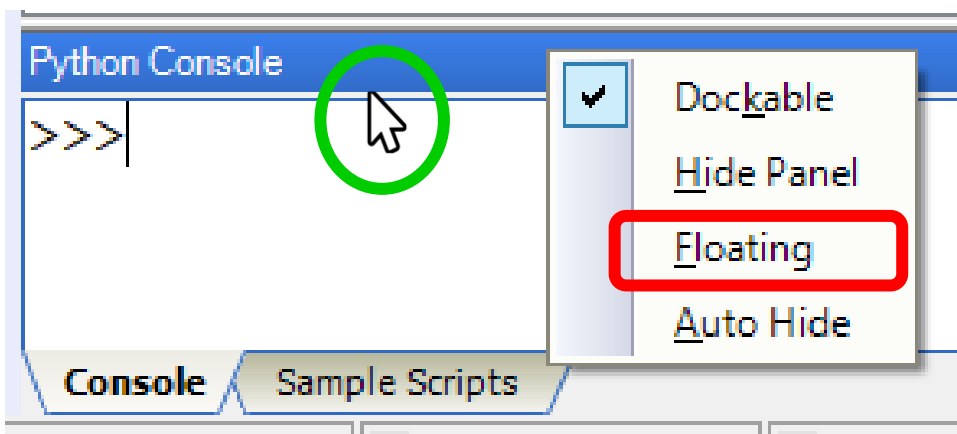 Python Console
>>>
Dockable
Hide Panel
Floating
Auto Hide
Console
Sample Scripts